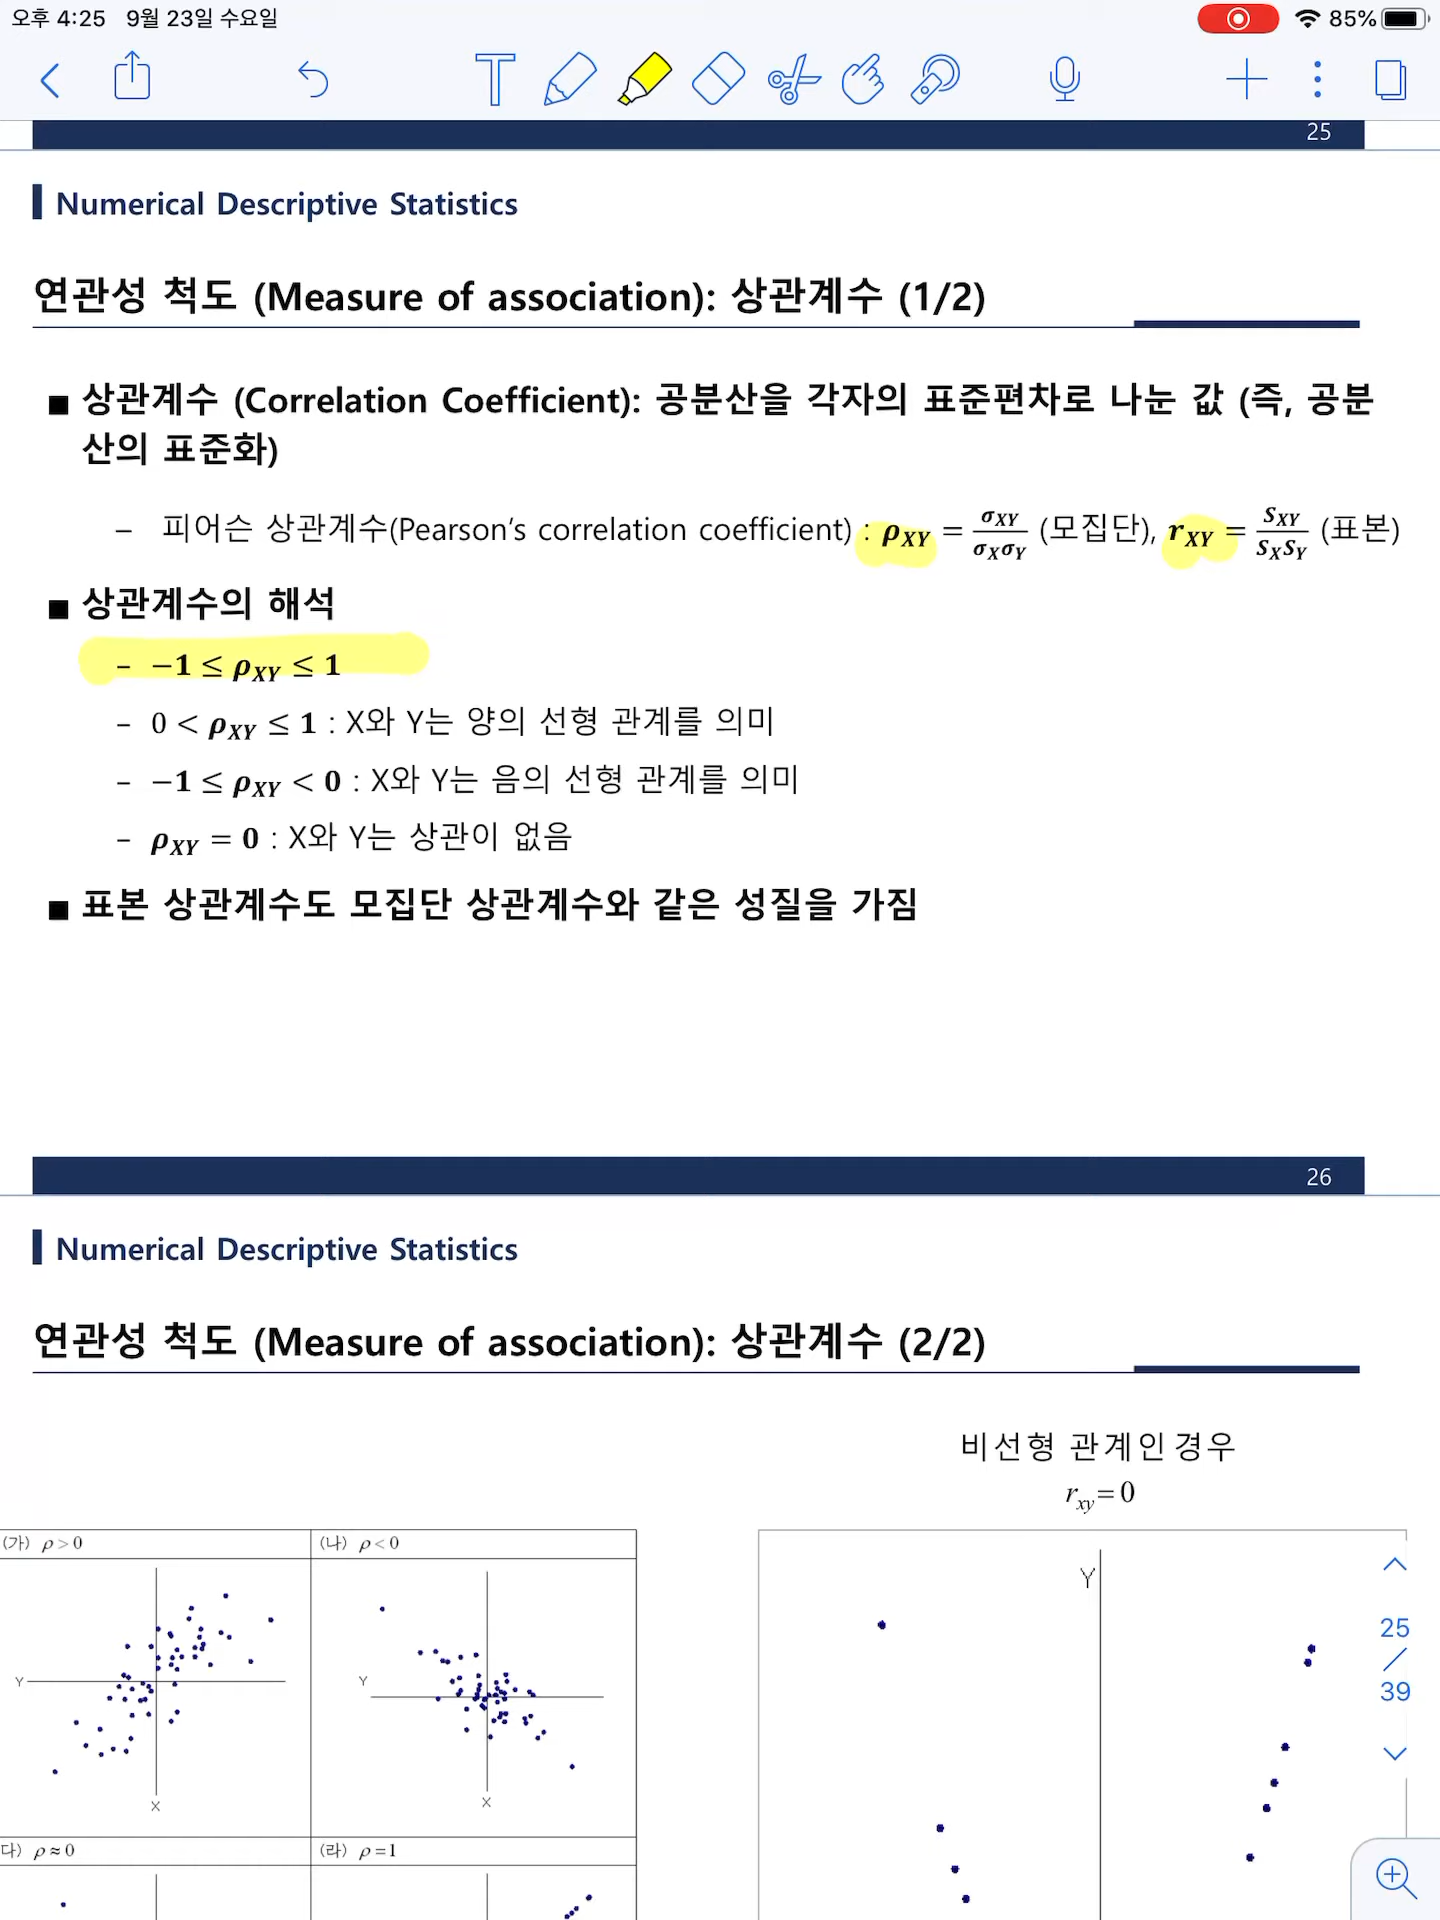 오후 4:25 9월 23일 수요일
85%
T
25
Numerical Descriptive Statistics
연관성 척도 (Measure of association): 상관계수 (1/2)
■ 상관계수 (Correlation Coefficient): 공분산을 각자의 표준편차로 나눈 값 (즉, 공분
산의 표준화)
– 피어슨 상관계수(Pearson's correlation coefficient) : ρXY = σXY/σXσY (모집단), rXY = SXY/SXSY (표본)
■ 상관계수의 해석
– −1 ≤ ρXY ≤ 1
– 0 < ρXY ≤ 1 : X와 Y는 양의 선형 관계를 의미
– −1 ≤ ρXY < 0 : X와 Y는 음의 선형 관계를 의미
– ρXY = 0 : X와 Y는 상관이 없음
■ 표본 상관계수도 모집단 상관계수와 같은 성질을 가짐
26
Numerical Descriptive Statistics
연관성 척도 (Measure of association): 상관계수 (2/2)
비선형 관계인 경우
rxy = 0
(가) ρ > 0
(나) ρ < 0
Y
X
Y
X
다) ρ ≈ 0
(라) ρ = 1
Y
25
/
39